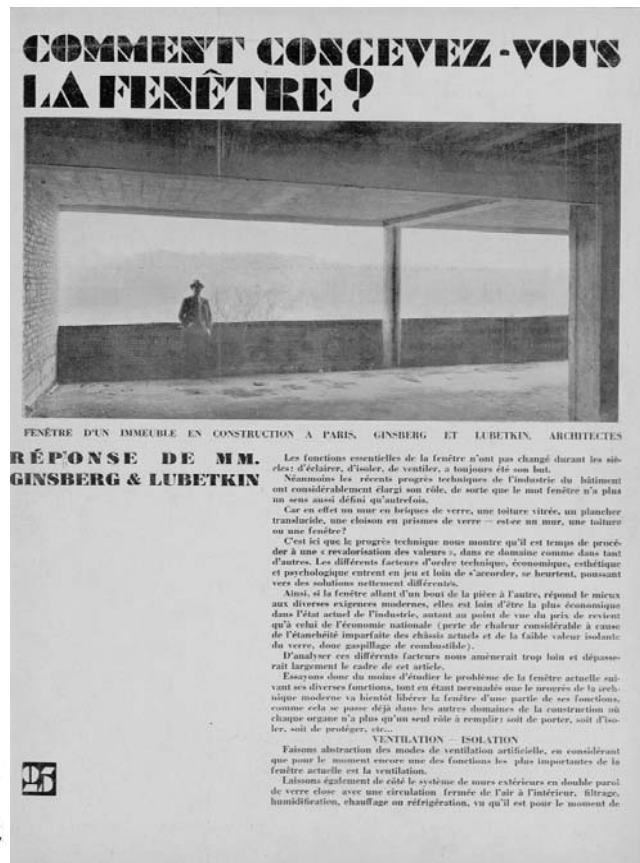 COMMENT CONCEVEZ-VOUS
LA FENÊTRE?
FENÊTRE D'UN IMMEUBLE EN CONSTRUCTION A PARIS. GINSBERG ET LUBETKIN, ARCHITECTES
RÉPONSE DE MM.
GINSBERG & LUBETKIN
Les fonctions essentielles de la fenêtre n'ont pas changé durant les siè-
cles: d'éclairer, d'isoler, de ventiler, a toujours été son but.
Néanmoins les récents progrès techniques de l'industrie du bâtiment
ont considérablement élargi son rôle, de sorte que le mot fenêtre n'a plus
un sens aussi défini qu'autrefois.
Car en effet un mur en briques de verre, une toiture vitrée, un plancher
translucide, une cloison en prismes de verre — est-ce un mur, une toiture
ou une fenêtre?
C'est ici que le progrès technique nous montre qu'il est temps de procé-
der à une « revalorisation des valeurs », dans ce domaine comme dans tant
d'autres. Les différents facteurs d'ordre technique, économique, esthétique
et psychologique entrent en jeu et loin de s'accorder, se heurtent, poussant
vers des solutions nettement différentes.
Ainsi, si la fenêtre allant d'un bout de la pièce à l'autre, répond le mieux
aux diverses exigences modernes, elle est loin d'être la plus économique
dans l'état actuel de l'industrie, autant au point de vue du prix de revient
qu'à celui de l'économie nationale (perte de chaleur considérable à cause
de l'étanchéité imparfaite des châssis actuels et de la faible valeur isolante
du verre, donc gaspillage de combustible).
D'analyser ces différents facteurs nous amènerait trop loin et dépasse-
rait largement le cadre de cet article.
Essayons donc du moins d'étudier le problème de la fenêtre actuelle sui-
vant ses diverses fonctions, tout en étant persuadés que le progrès de la tech-
nique moderne va bientôt libérer la fenêtre d'une partie de ses fonctions,
comme cela se passe déjà dans les autres domaines de la construction où
chaque organe n'a plus qu'un seul rôle à remplir: soit de porter, soit d'iso-
ler, soit de protéger, etc...
VENTILATION — ISOLATION
Faisons abstraction des modes de ventilation artificielle, en considérant
que pour le moment encore une des fonctions les plus importantes de la
fenêtre actuelle est la ventilation.
Laissons également de côté le système de murs extérieurs en double paroi
de verre close avec une circulation fermée de l'air à l'intérieur, filtrage,
humidification, chauffage ou réfrigération, vu qu'il est pour le moment de
25